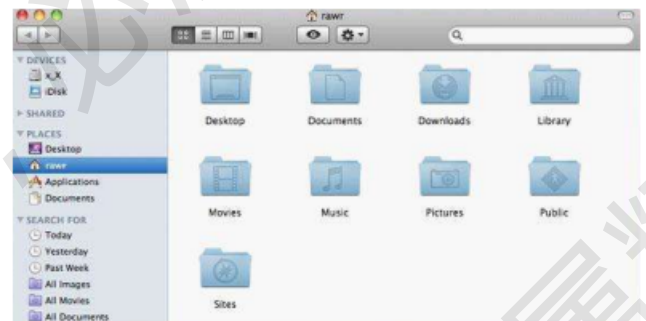 rawr
DEVICES
x_X
iDisk
SHARED
PLACES
Desktop
rawr
Applications
Documents
SEARCH FOR
Today
Yesterday
Past Week
All Images
All Movies
All Documents
Desktop
Documents
Downloads
Library
Movies
Music
Pictures
Public
Sites